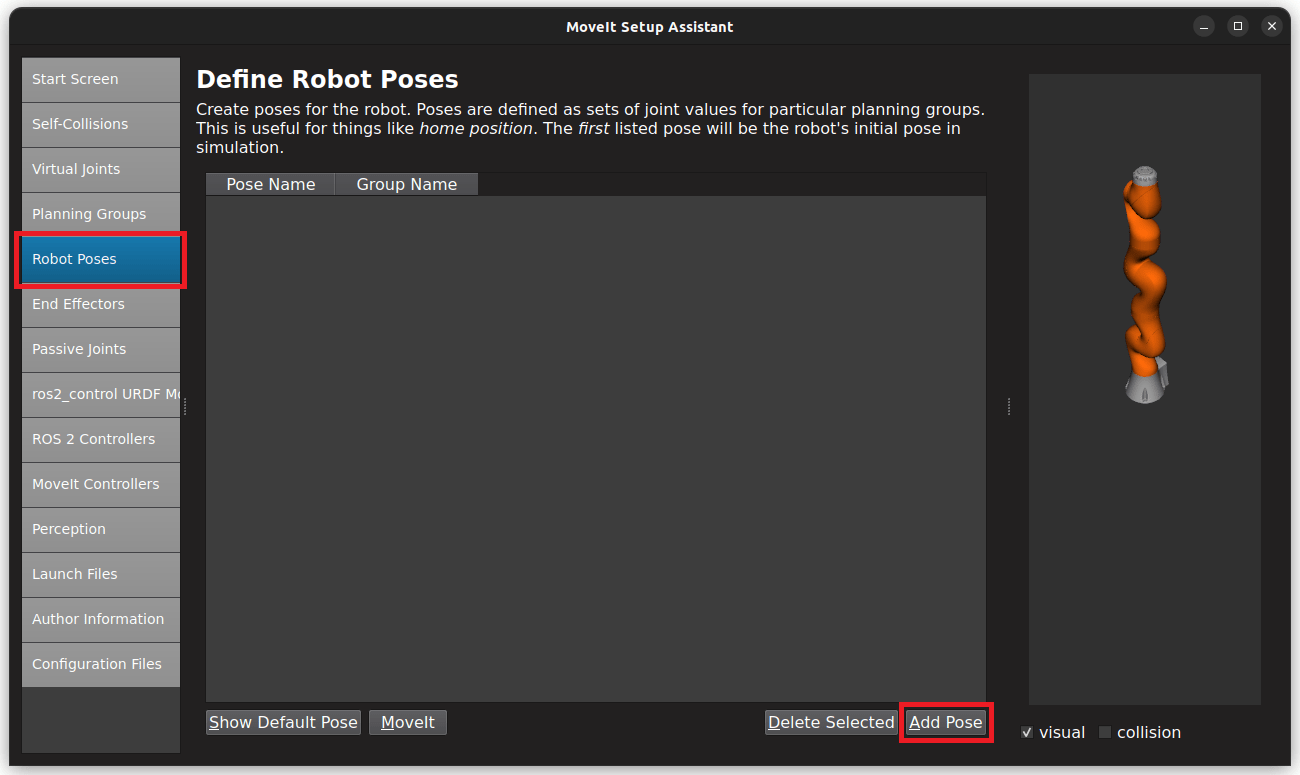 MoveIt Setup Assistant
Start Screen
Self-Collisions
Virtual Joints
Planning Groups
Robot Poses
End Effectors
Passive Joints
ros2_control URDF Mo
ROS 2 Controllers
MoveIt Controllers
Perception
Launch Files
Author Information
Configuration Files
Define Robot Poses
Create poses for the robot. Poses are defined as sets of joint values for particular planning groups.
This is useful for things like home position. The first listed pose will be the robot's initial pose in
simulation.
Pose Name Group Name
Show Default Pose MoveIt Delete Selected Add Pose
visual collision